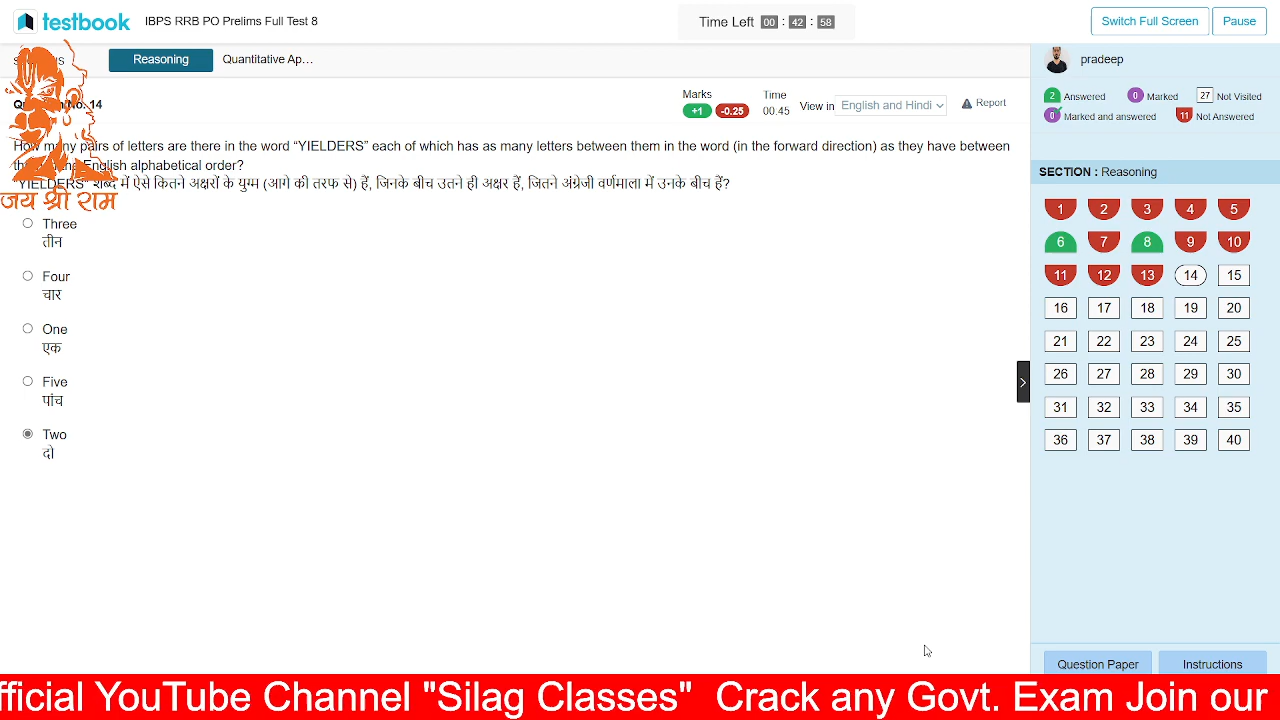 testbook
IBPS RRB PO Prelims Full Test 8
Time Left 00 : 42 : 58
Switch Full Screen
Pause
Reasoning
Quantitative Ap...
pradeep
No. 14
Marks
+1 -0.25
Time
00:45
View in English and Hindi
Report
2 Answered
0 Marked
27 Not Visited
0 Marked and answered
11 Not Answered
How many pairs of letters are there in the word “YIELDERS” each of which has as many letters between them in the word (in the forward direction) as they have between
English alphabetical order?
"YIELDERS" शब्द में ऐसे कितने अक्षरों के युग्म (आगे की तरफ से) हैं, जिनके बीच उतने ही अक्षर हैं, जितने अंग्रेजी वर्णमाला में उनके बीच हैं?
जय श्री राम
Three
तीन
Four
चार
One
एक
Five
पांच
Two
दो
SECTION : Reasoning
1 2 3 4 5
6 7 8 9 10
11 12 13 14 15
16 17 18 19 20
21 22 23 24 25
26 27 28 29 30
31 32 33 34 35
36 37 38 39 40
Question Paper
Instructions
fficial YouTube Channel "Silag Classes" Crack any Govt. Exam Join our